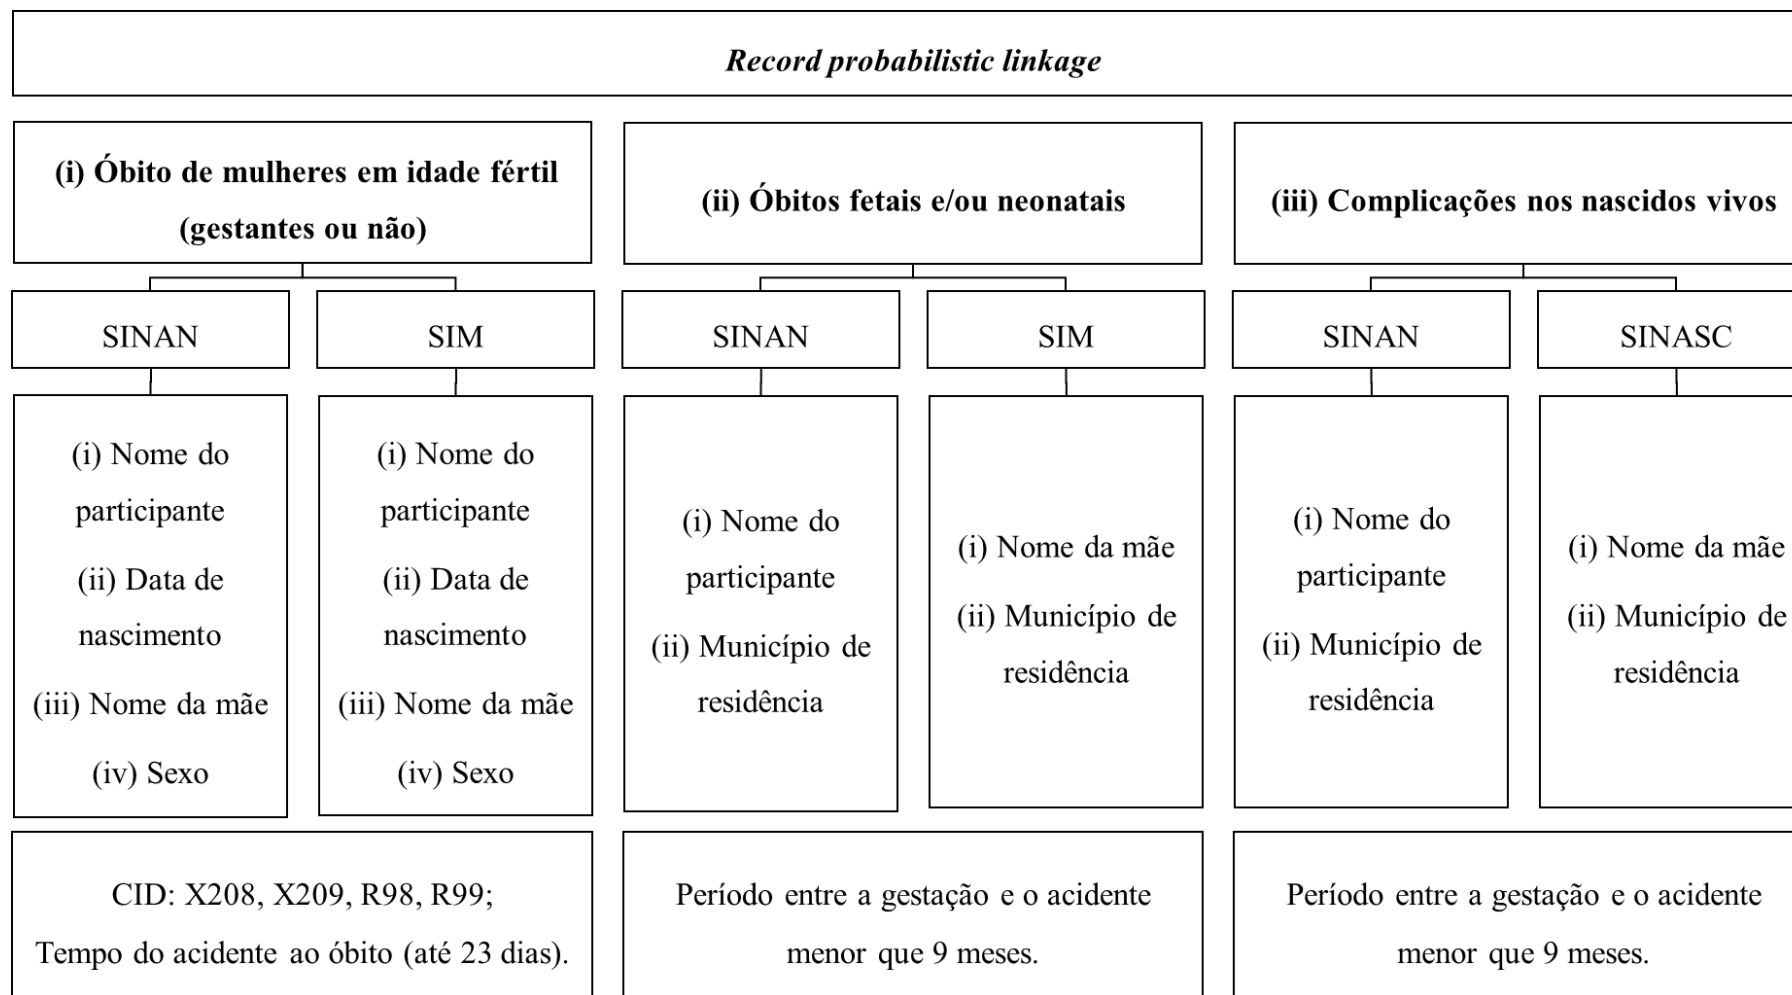 Record probabilistic linkage
(i) Óbito de mulheres em idade fértil
(gestantes ou não)
(ii) Óbitos fetais e/ou neonatais
(iii) Complicações nos nascidos vivos
SINAN
SIM
SINAN
SIM
SINAN
SINASC
(i) Nome do
participante
(ii) Data de
nascimento
(iii) Nome da mãe
(iv) Sexo
(i) Nome do
participante
(ii) Data de
nascimento
(iii) Nome da mãe
(iv) Sexo
(i) Nome do
participante
(ii) Município de
residência
(i) Nome da mãe
(ii) Município de
residência
(i) Nome do
participante
(ii) Município de
residência
(i) Nome da mãe
(ii) Município de
residência
CID: X208, X209, R98, R99;
Tempo do acidente ao óbito (até 23 dias).
Período entre a gestação e o acidente
menor que 9 meses.
Período entre a gestação e o acidente
menor que 9 meses.